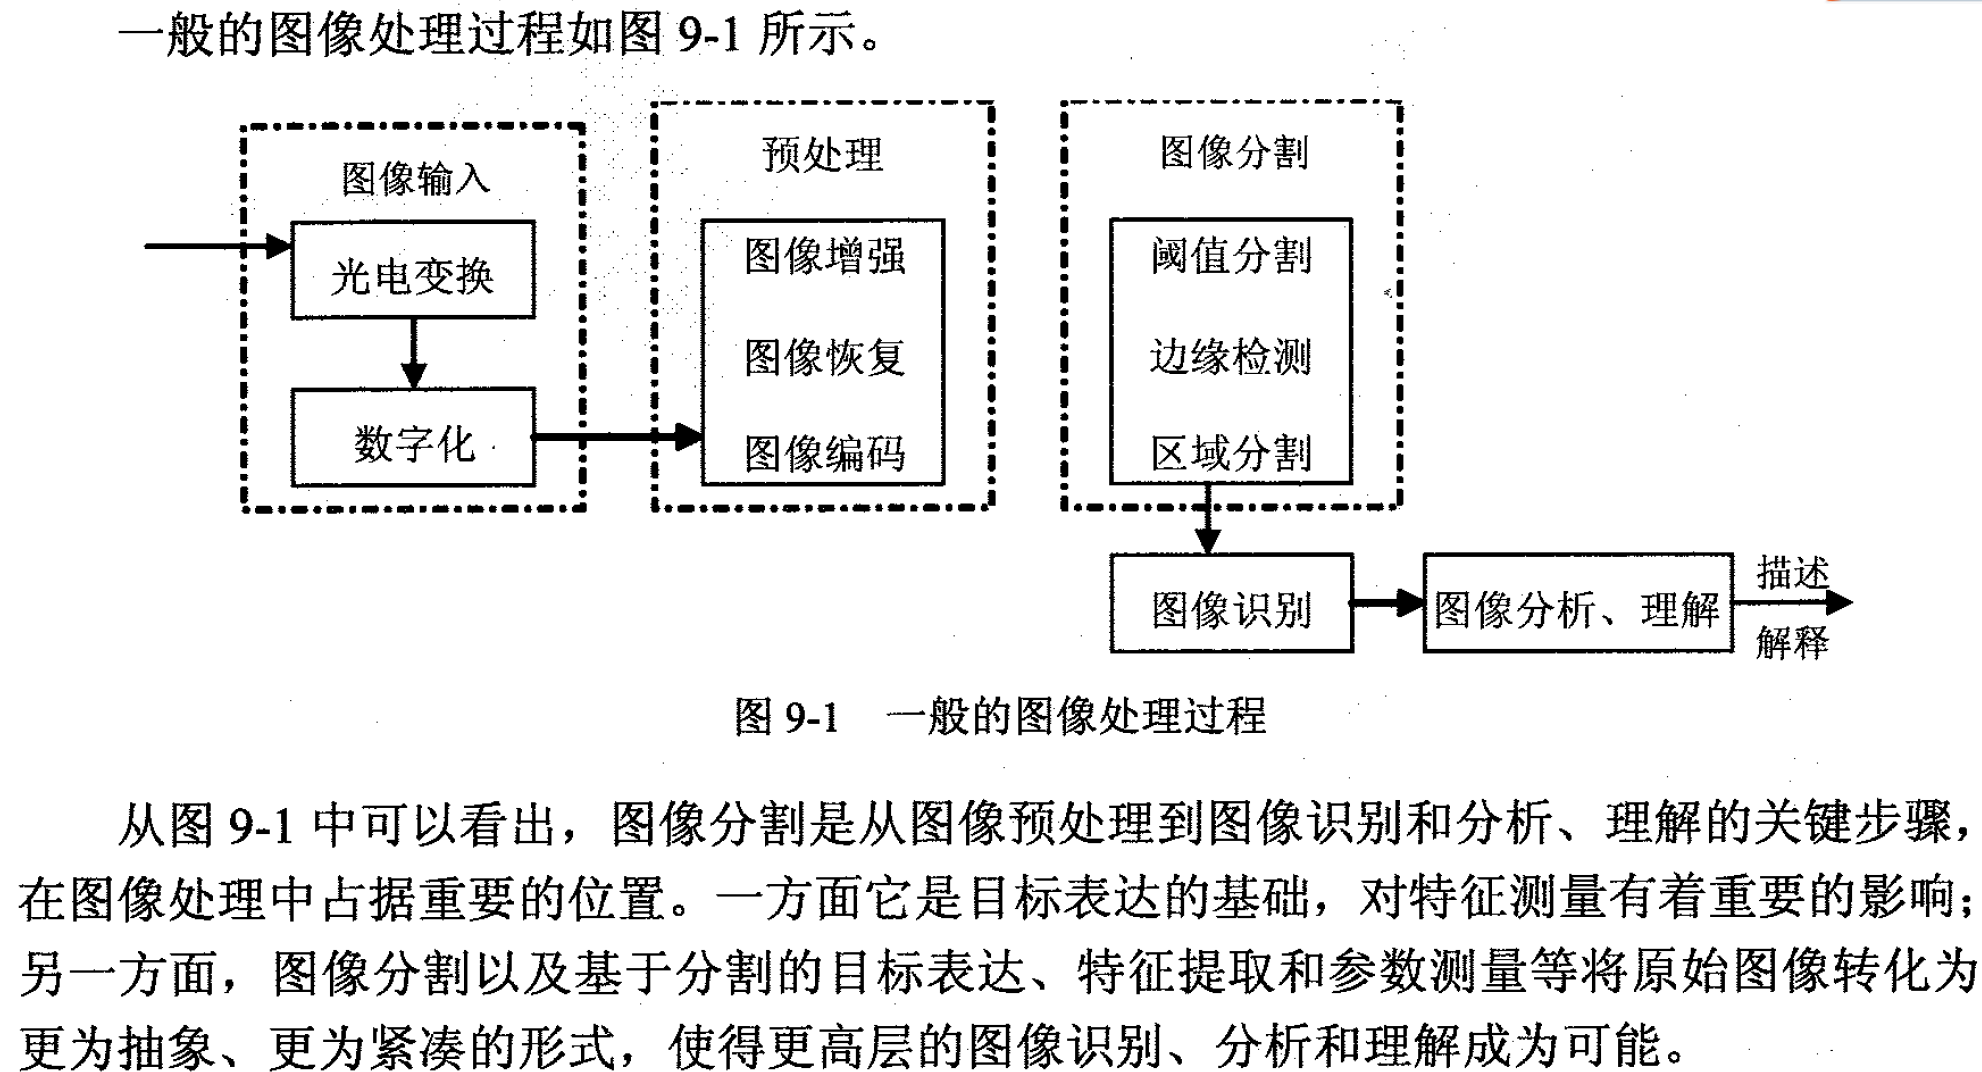 一般的图像处理过程如图 9-1 所示。
图像输入
光电变换
数字化
预处理
图像增强
图像恢复
图像编码
图像分割
阈值分割
边缘检测
区域分割
图像识别
图像分析、理解
描述
解释
图 9-1 一般的图像处理过程
从图 9-1 中可以看出，图像分割是从图像预处理到图像识别和分析、理解的关键步骤，
在图像处理中占据重要的位置。一方面它是目标表达的基础，对特征测量有着重要的影响；
另一方面，图像分割以及基于分割的目标表达、特征提取和参数测量等将原始图像转化为
更为抽象、更为紧凑的形式，使得更高层的图像识别、分析和理解成为可能。